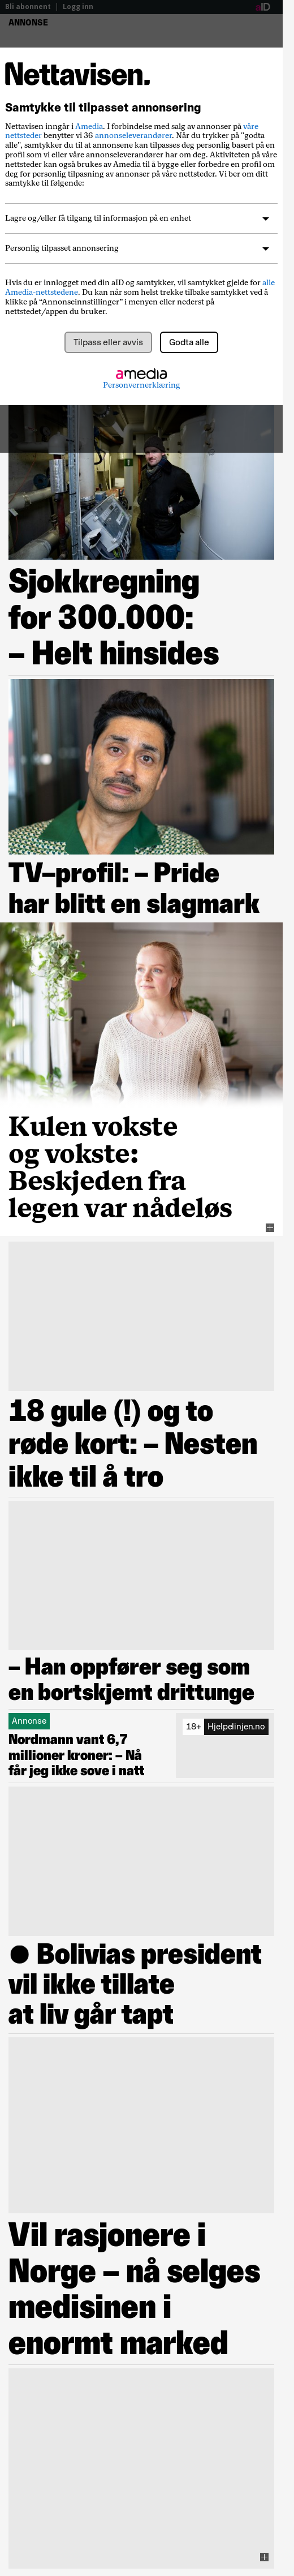 Bli abonnent | Logg inn
aID
ANNONSE
Nettavisen.
Samtykke til tilpasset annonsering
Nettavisen inngår i Amedia. I forbindelse med salg av annonser på våre
nettsteder benytter vi 36 annonseleverandører. Når du trykker på "godta
alle", samtykker du til at annonsene kan tilpasses deg personlig basert på en
profil som vi eller våre annonseleverandører har om deg. Aktiviteten på våre
nettsteder kan også brukes av Amedia til å bygge eller forbedre en profil om
deg for personlig tilpasning av annonser på våre nettsteder. Vi ber om ditt
samtykke til følgende:
Lagre og/eller få tilgang til informasjon på en enhet
Personlig tilpasset annonsering
Hvis du er innlogget med din aID og samtykker, vil samtykket gjelde for alle
Amedia-nettstedene. Du kan når som helst trekke tilbake samtykket ved å
klikke på “Annonseinnstillinger” i menyen eller nederst på
nettstedet/appen du bruker.
Tilpass eller avvis
Godta alle
amedia
Personvernerklæring
Sjokkregning
for 300.000:
– Helt hinsides
TV-profil: – Pride
har blitt en slagmark
Kulen vokste
og vokste:
Beskjeden fra
legen var nådeløs
18 gule (!) og to
røde kort: – Nesten
ikke til å tro
– Han oppfører seg som
en bortskjemt drittunge
Annonse
Nordmann vant 6,7
millioner kroner: – Nå
får jeg ikke sove i natt
18+ Hjelpelinjen.no
● Bolivias president
vil ikke tillate
at liv går tapt
Vil rasjonere i
Norge – nå selges
medisinen i
enormt marked